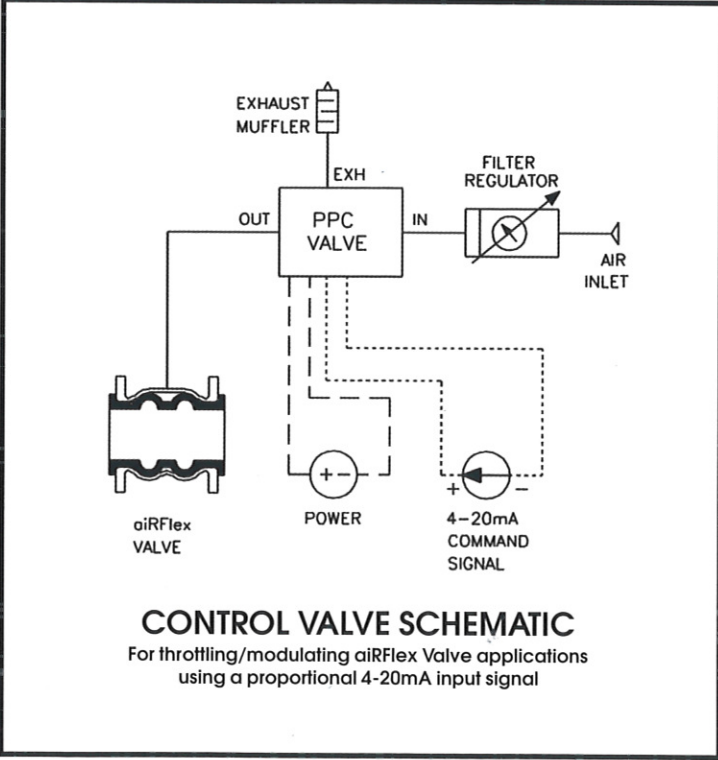 EXHAUST
MUFFLER
EXH
FILTER
REGULATOR
OUT
PPC
VALVE
IN
AIR
INLET
+-
+
-
aiRFlex
VALVE
POWER
4-20mA
COMMAND
SIGNAL
CONTROL VALVE SCHEMATIC
For throttling/modulating aiRFlex Valve applications
using a proportional 4-20mA input signal